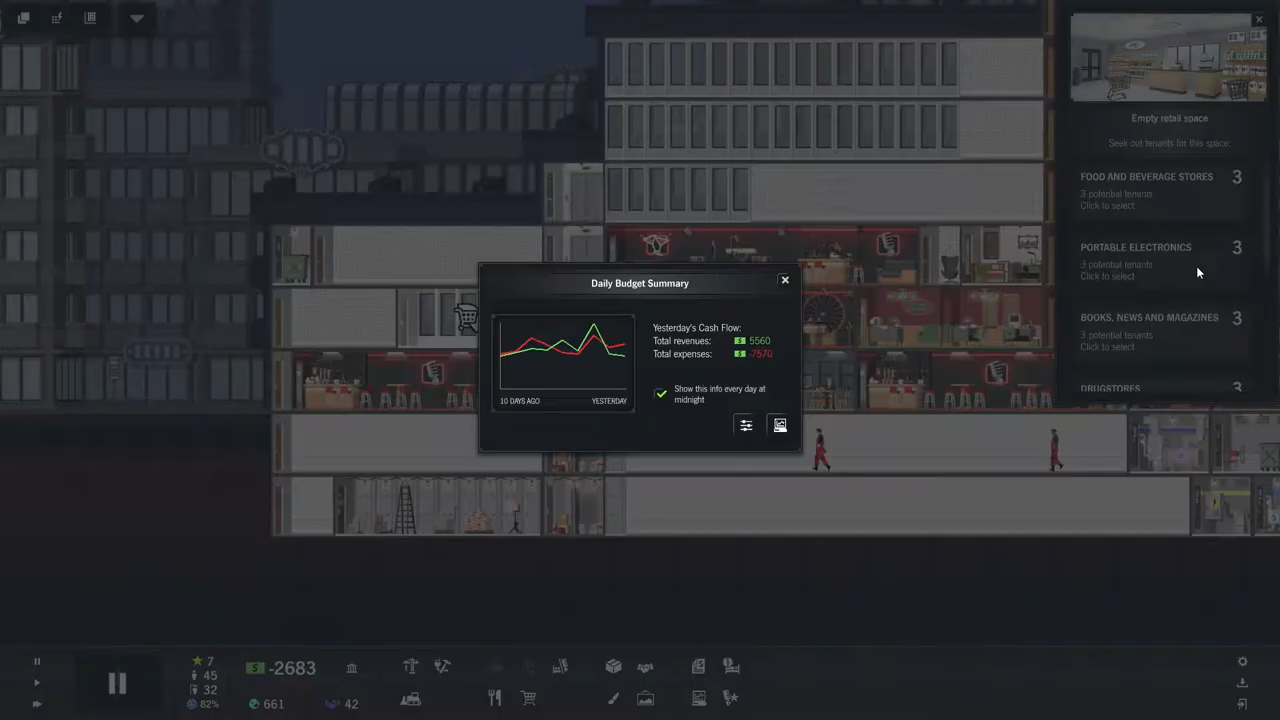 Empty retail space
Seek out tenants for this space:
FOOD AND BEVERAGE STORES 3
3 potential tenants
Click to select
PORTABLE ELECTRONICS 3
3 potential tenants
Click to select
BOOKS, NEWS AND MAGAZINES 3
3 potential tenants
Click to select
DRUGSTORES 3
Daily Budget Summary
Yesterday's Cash Flow:
Total revenues: 5560
Total expenses: -7570
Show this info every day at
midnight
10 DAYS AGO YESTERDAY
7
45
32
82%
-2683
661
42